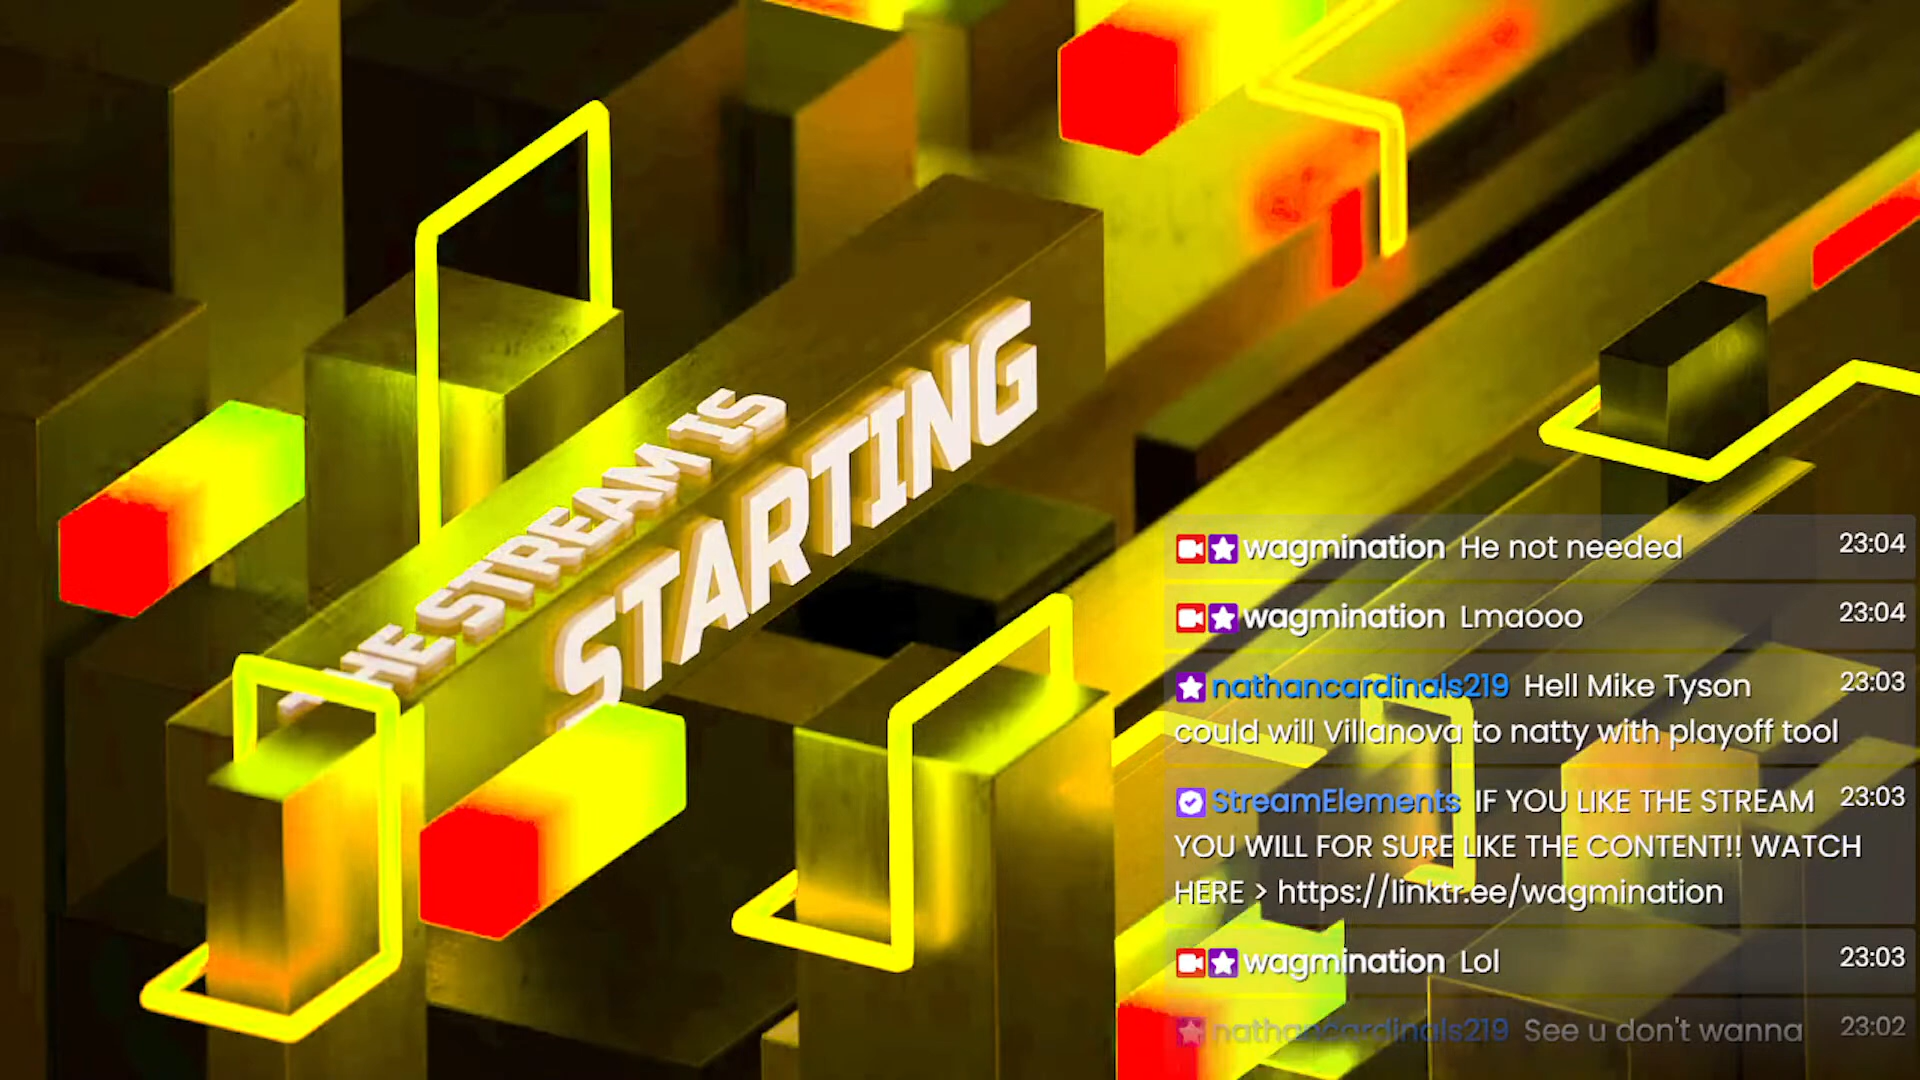 THE STREAM IS
STARTING
wagmination He not needed 23:04
wagmination Lmaooo 23:04
nathancardinals219 Hell Mike Tyson 23:03
could will Villanova to natty with playoff tool
StreamElements IF YOU LIKE THE STREAM 23:03
YOU WILL FOR SURE LIKE THE CONTENT!! WATCH
HERE > https://linktr.ee/wagmination
wagmination Lol 23:03
nathancardinals219 See u don't wanna 23:02